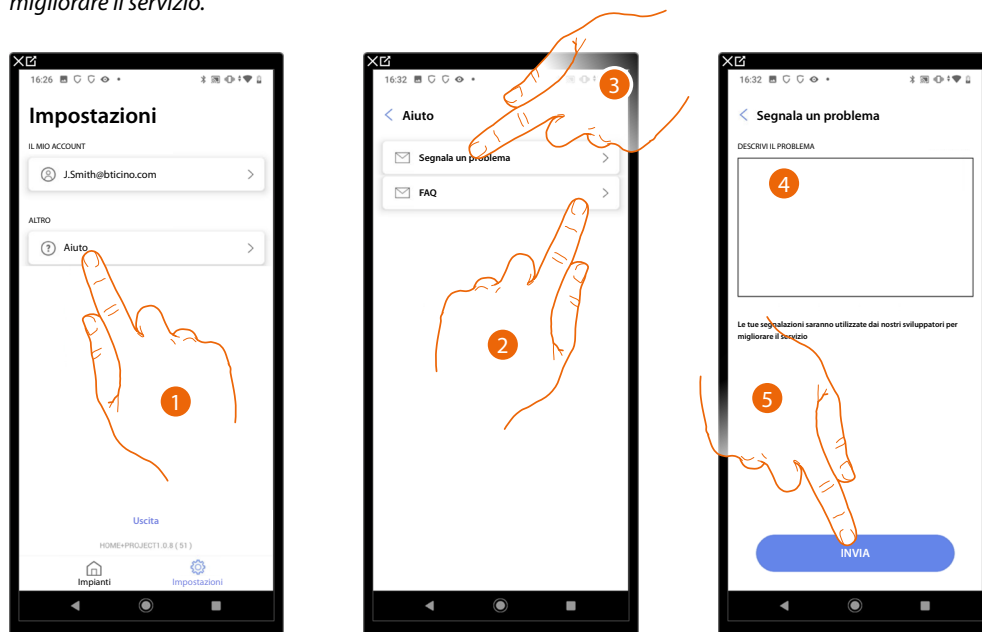 migliorare il servizio.
16:26
Impostazioni
IL MIO ACCOUNT
J.Smith@bticino.com
ALTRO
Aiuto
1
Uscita
HOME+PROJECT1.0.8 ( 51 )
Impianti
Impostazioni
16:32
3
Aiuto
Segnala un problema
FAQ
2
16:32
Segnala un problema
DESCRIVI IL PROBLEMA
4
Le tue segnalazioni saranno utilizzate dai nostri sviluppatori per
migliorare il servizio
5
INVIA